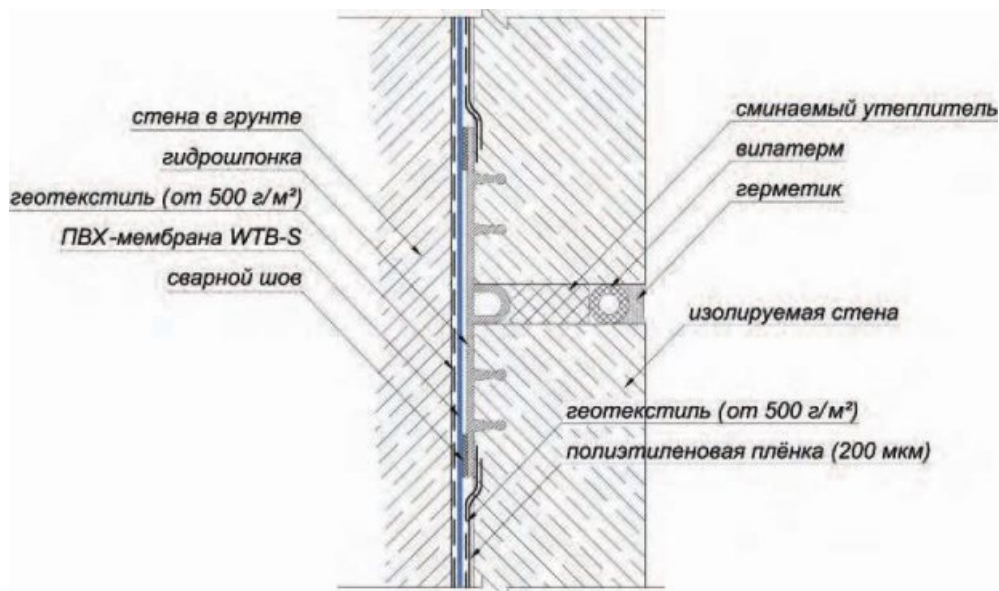 стена в грунте
гидрошпонка
геотекстиль (от 500 г/м²)
ПВХ-мембрана WTB-S
сварной шов
сминаемый утеплитель
вилатерм
герметик
изолируемая стена
геотекстиль (от 500 г/м²)
полиэтиленовая плёнка (200 мкм)